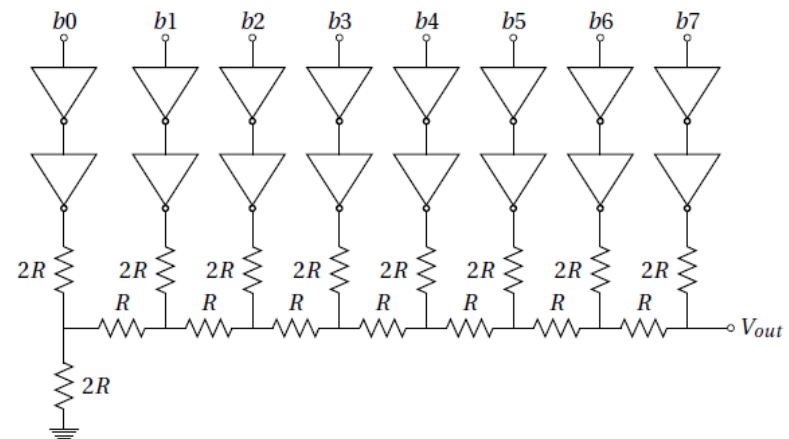 b0 b1 b2 b3 b4 b5 b6 b7
2R 2R 2R 2R 2R 2R 2R 2R
R R R R R R R
Vout
2R